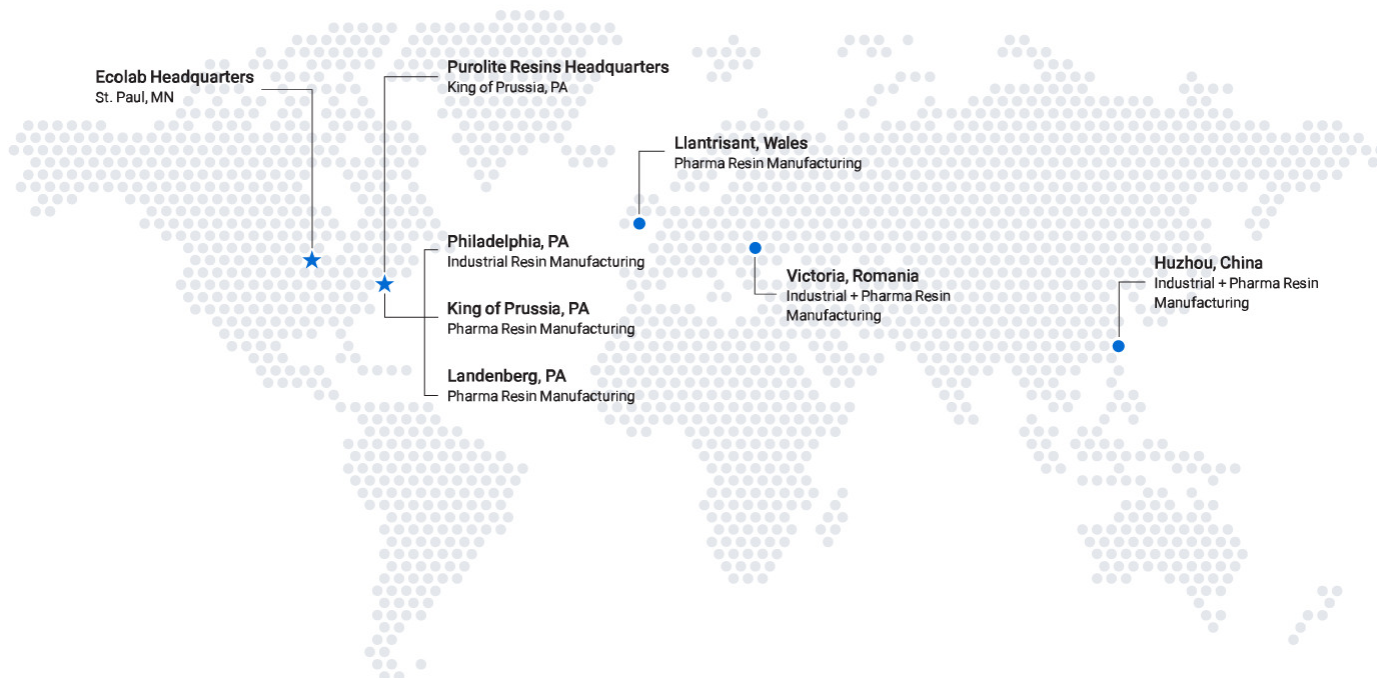 Ecolab Headquarters
St. Paul, MN
Purolite Resins Headquarters
King of Prussia, PA
Llantrisant, Wales
Pharma Resin Manufacturing
Philadelphia, PA
Industrial Resin Manufacturing
King of Prussia, PA
Pharma Resin Manufacturing
Landenberg, PA
Pharma Resin Manufacturing
Victoria, Romania
Industrial + Pharma Resin
Manufacturing
Huzhou, China
Industrial + Pharma Resin
Manufacturing